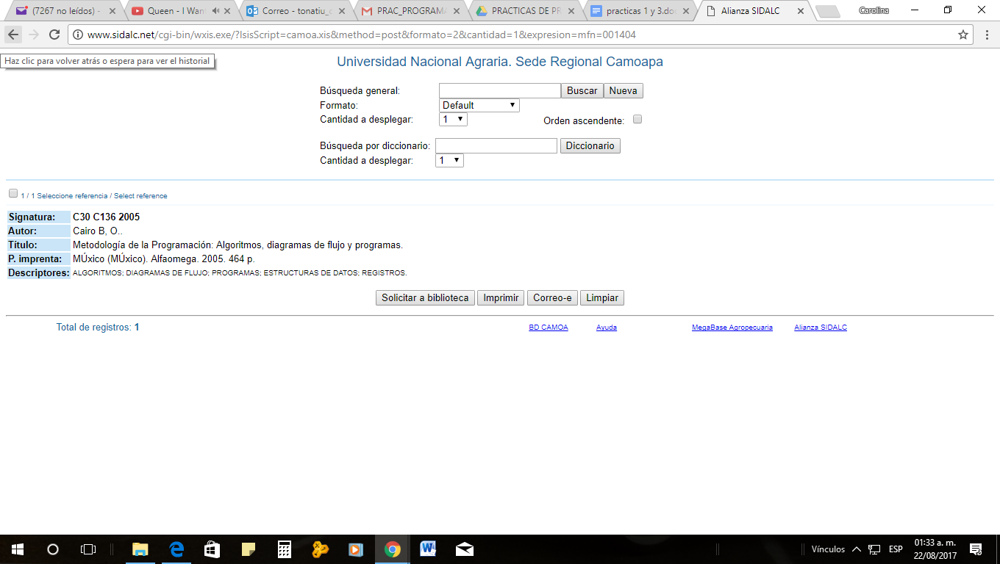 (7267 no leídos) -
Queen - I Wan
Correo - tonatiu_c
PRAC_PROGRAMA
PRACTICAS DE PR
practicas 1 y 3.do
Alianza SIDALC
Carolina
www.sidalc.net/cgi-bin/wxis.exe/?IsisScript=camoa.xis&method=post&formato=2&cantidad=1&expresion=mfn=001404
Haz clic para volver atrás o espera para ver el historial
Universidad Nacional Agraria. Sede Regional Camoapa
Búsqueda general: Buscar Nueva
Formato: Default
Cantidad a desplegar: 1 Orden ascendente:
Búsqueda por diccionario: Diccionario
Cantidad a desplegar: 1
1 / 1 Seleccione referencia / Select reference
Signatura: C30 C136 2005
Autor: Cairo B, O..
Título: Metodología de la Programación: Algoritmos, diagramas de flujo y programas.
P. imprenta: MÚxico (MÚxico). Alfaomega. 2005. 464 p.
Descriptores: ALGORITMOS; DIAGRAMAS DE FLUJO; PROGRAMAS; ESTRUCTURAS DE DATOS; REGISTROS.
Solicitar a biblioteca Imprimir Correo-e Limpiar
Total de registros: 1 BD CAMOA Ayuda MegaBase Agropecuaria Alianza SIDALC
Vínculos ESP 01:33 a. m.
22/08/2017